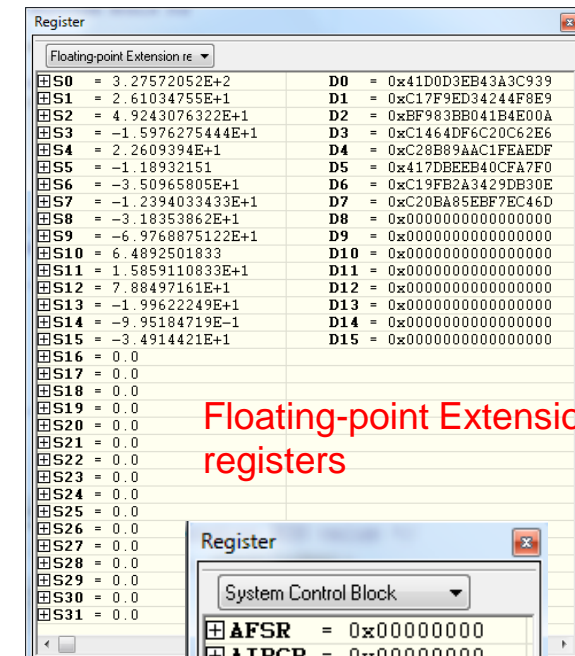 Register
Floating-point Extension re
S0 = 3.27572052E+2 D0 = 0x41D0D3EB43A3C939
S1 = 2.61034755E+1 D1 = 0xC17F9ED34244F8E9
S2 = 4.9243076322E+1 D2 = 0xBF983BB041B4E00A
S3 = -1.5976275444E+1 D3 = 0xC1464DF6C20C62E6
S4 = 2.2609394E+1 D4 = 0xC28B89AAC1FEAEDF
S5 = -1.18932151 D5 = 0x417DBEEB40CFA7F0
S6 = -3.50965805E+1 D6 = 0xC19FB2A3429DB30E
S7 = -1.2394033433E+1 D7 = 0xC20BA85EBF7EC46D
S8 = -3.18353862E+1 D8 = 0x0000000000000000
S9 = -6.9768875122E+1 D9 = 0x0000000000000000
S10 = 6.4892501833 D10 = 0x0000000000000000
S11 = 1.5859110833E+1 D11 = 0x0000000000000000
S12 = 7.88497161E+1 D12 = 0x0000000000000000
S13 = -1.99622249E+1 D13 = 0x0000000000000000
S14 = -9.95184719E-1 D14 = 0x0000000000000000
S15 = -3.4914421E+1 D15 = 0x0000000000000000
S16 = 0.0
S17 = 0.0
S18 = 0.0
S19 = 0.0
S20 = 0.0
S21 = 0.0
S22 = 0.0
S23 = 0.0
S24 = 0.0
S25 = 0.0
S26 = 0.0
S27 = 0.0
S28 = 0.0
S29 = 0.0
S30 = 0.0
S31 = 0.0
Floating-point Extensio
registers
Register
System Control Block
AFSR = 0x00000000